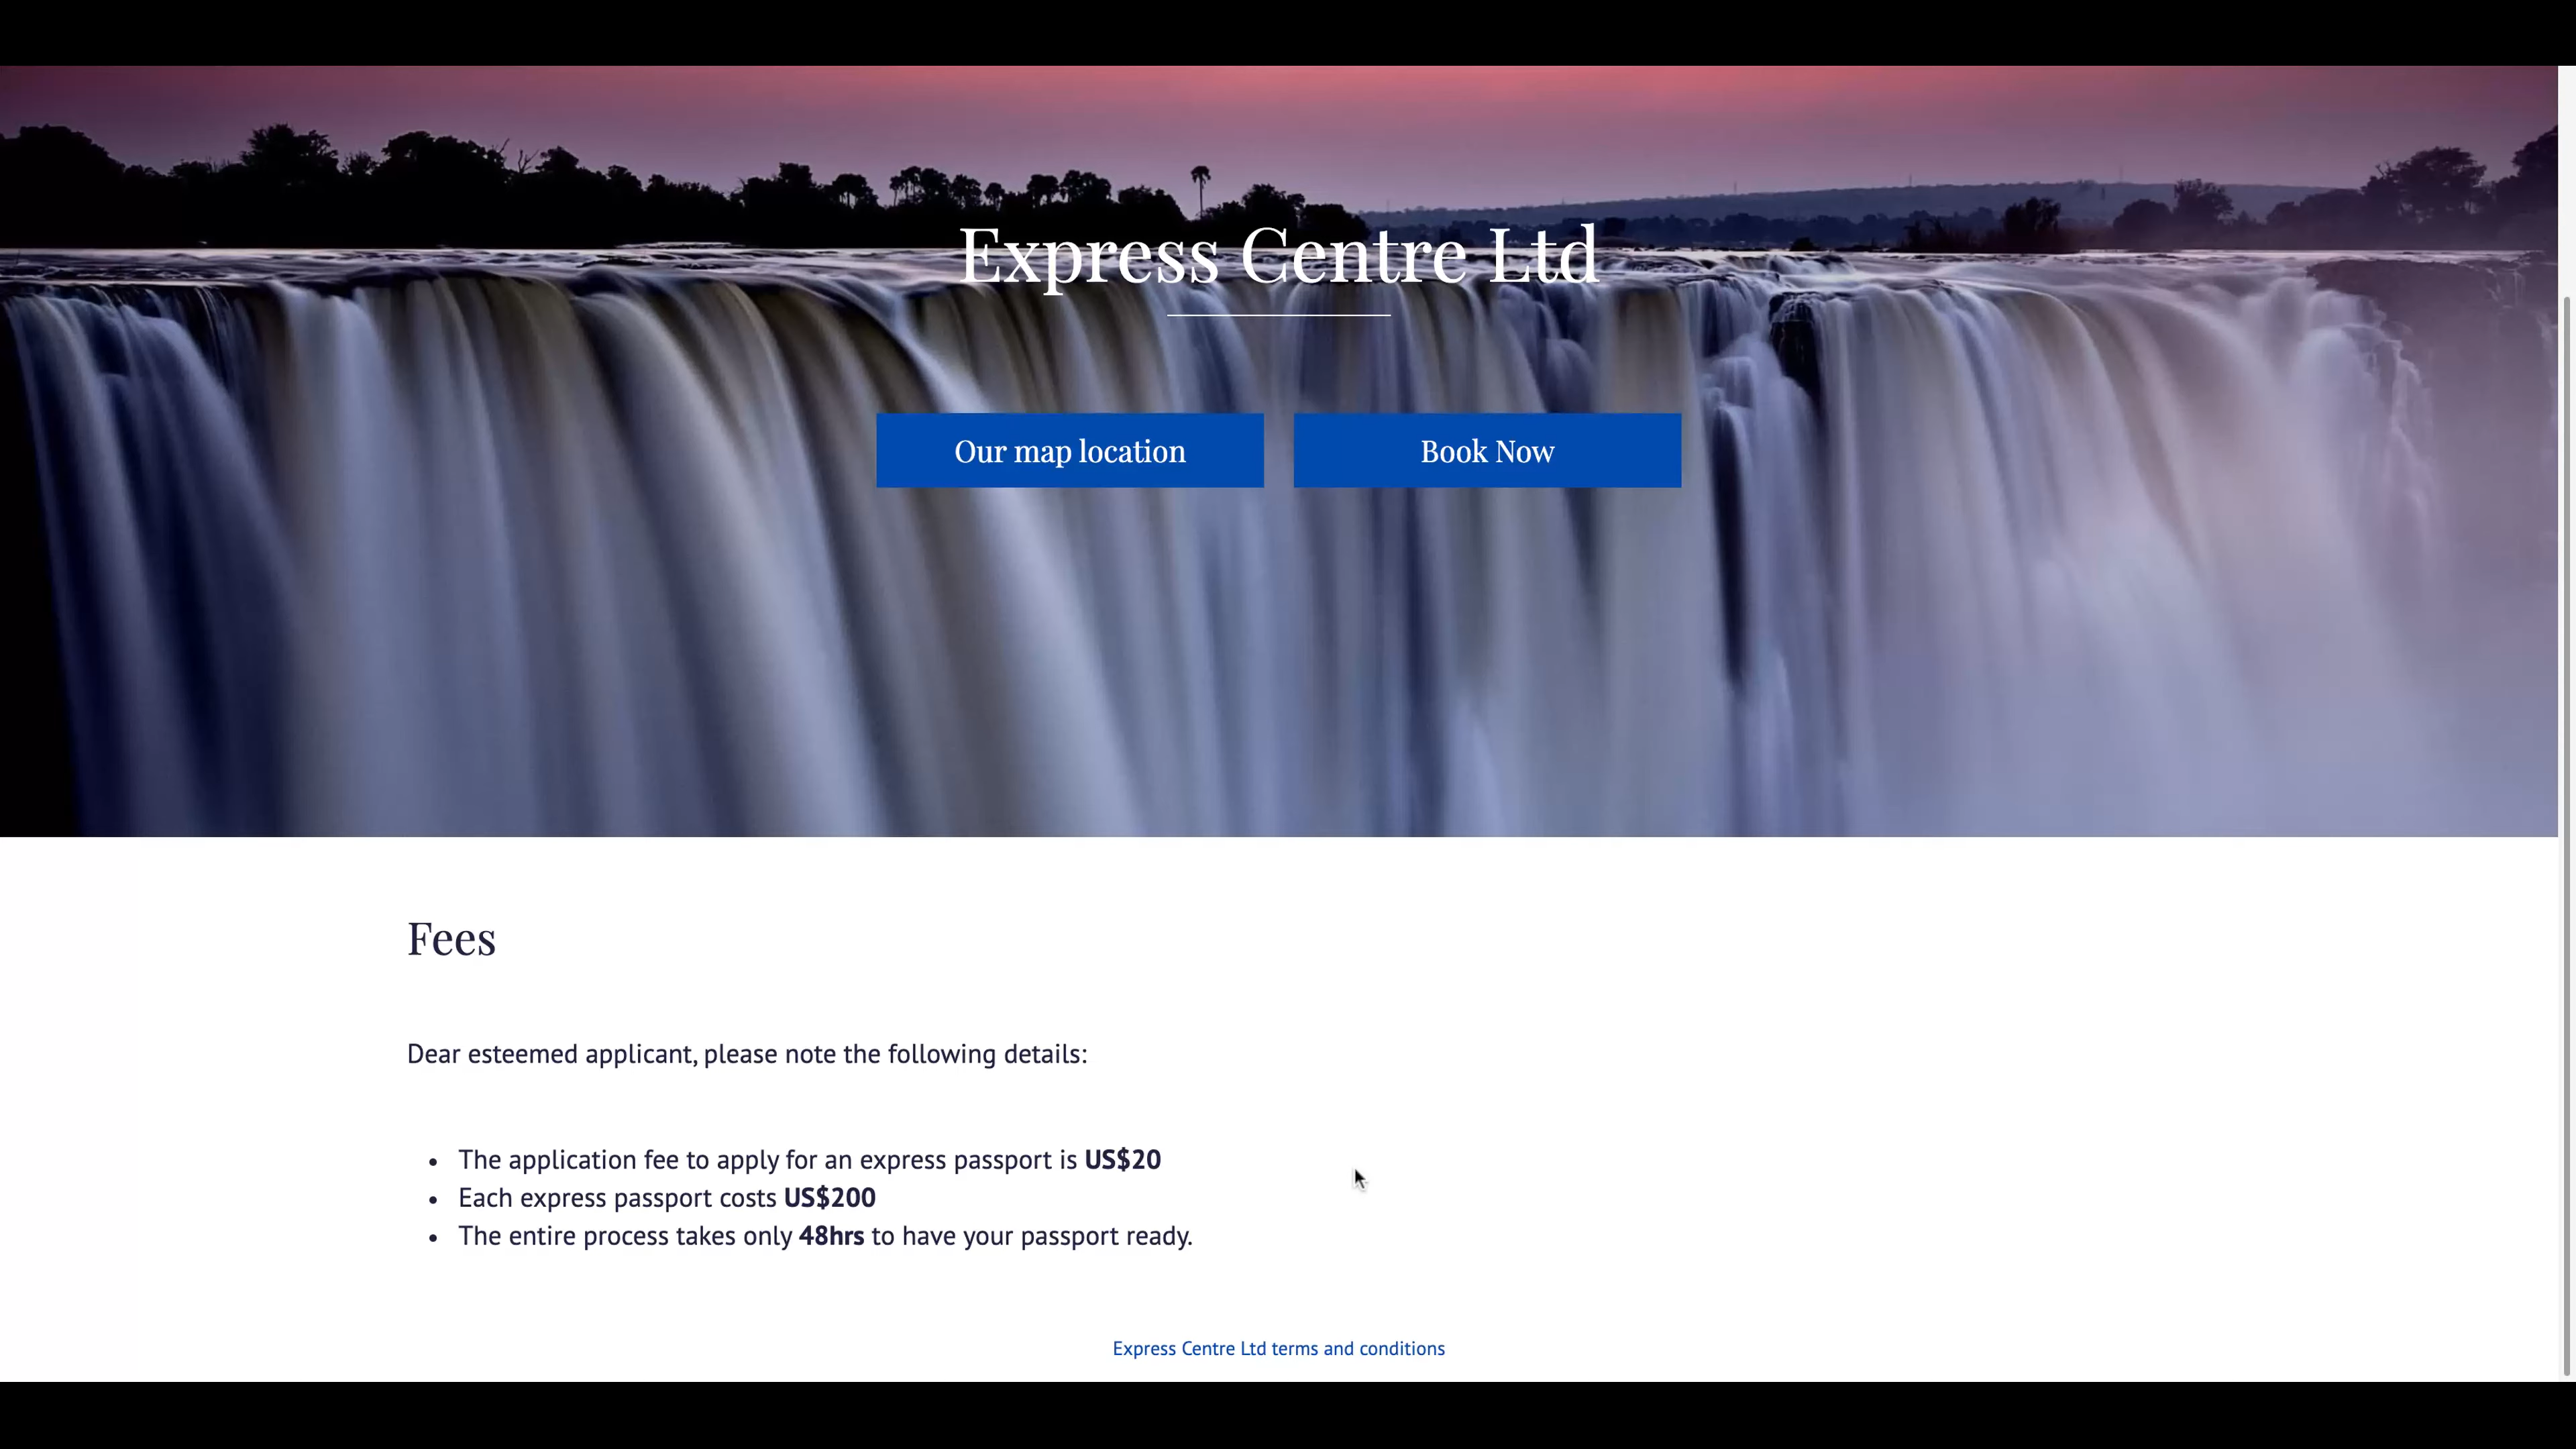 Express Centre Ltd
Our map location
Book Now
Fees
Dear esteemed applicant, please note the following details:
• The application fee to apply for an express passport is US$20
• Each express passport costs US$200
• The entire process takes only 48hrs to have your passport ready.
Express Centre Ltd terms and conditions